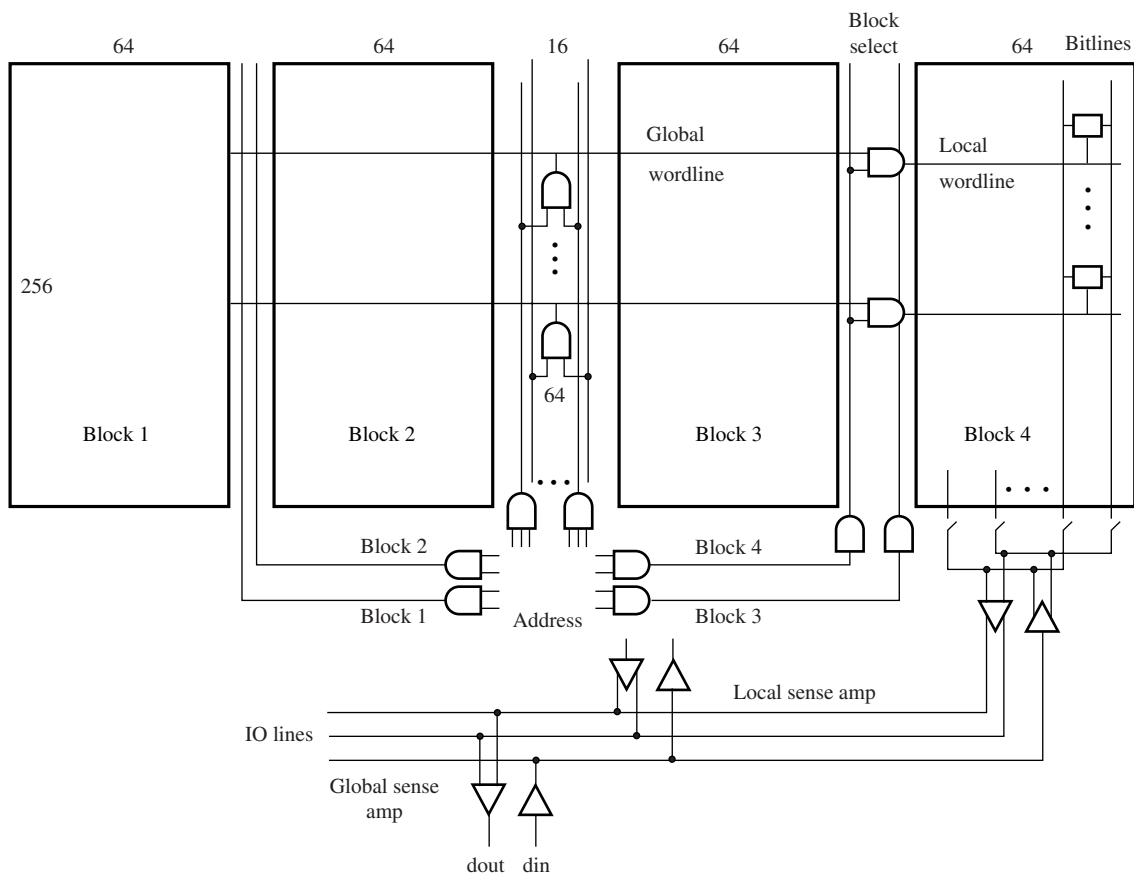 64
64
16
64
Block
select
64
Bitlines
Global
wordline
Local
wordline
256
64
Block 1
Block 2
Block 3
Block 4
Block 2
Block 4
Block 1
Address
Block 3
Local sense amp
IO lines
Global sense
amp
dout
din